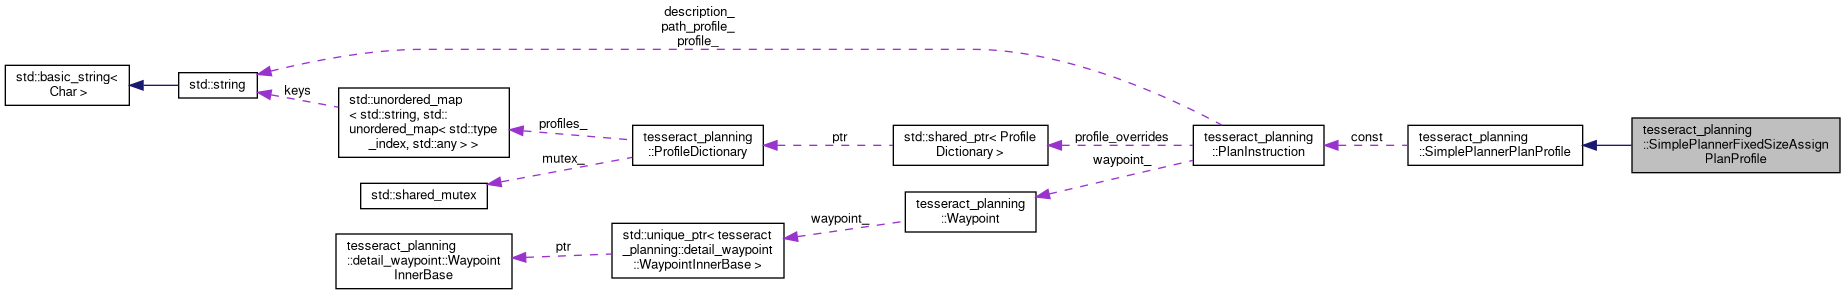 description_
path_profile_
profile_
std::basic_string<
Char >
std::string
keys
std::unordered_map
< std::string, std::
unordered_map< std::type
_index, std::any > >
profiles_
mutex_
std::shared_mutex
tesseract_planning
::ProfileDictionary
ptr
std::shared_ptr< Profile
Dictionary >
profile_overrides
waypoint_
tesseract_planning
::PlanInstruction
const
tesseract_planning
::SimplePlannerPlanProfile
tesseract_planning
::SimplePlannerFixedSizeAssign
PlanProfile
tesseract_planning
::Waypoint
waypoint_
std::unique_ptr< tesseract
_planning::detail_waypoint
::WaypointInnerBase >
ptr
tesseract_planning
::detail_waypoint::Waypoint
InnerBase